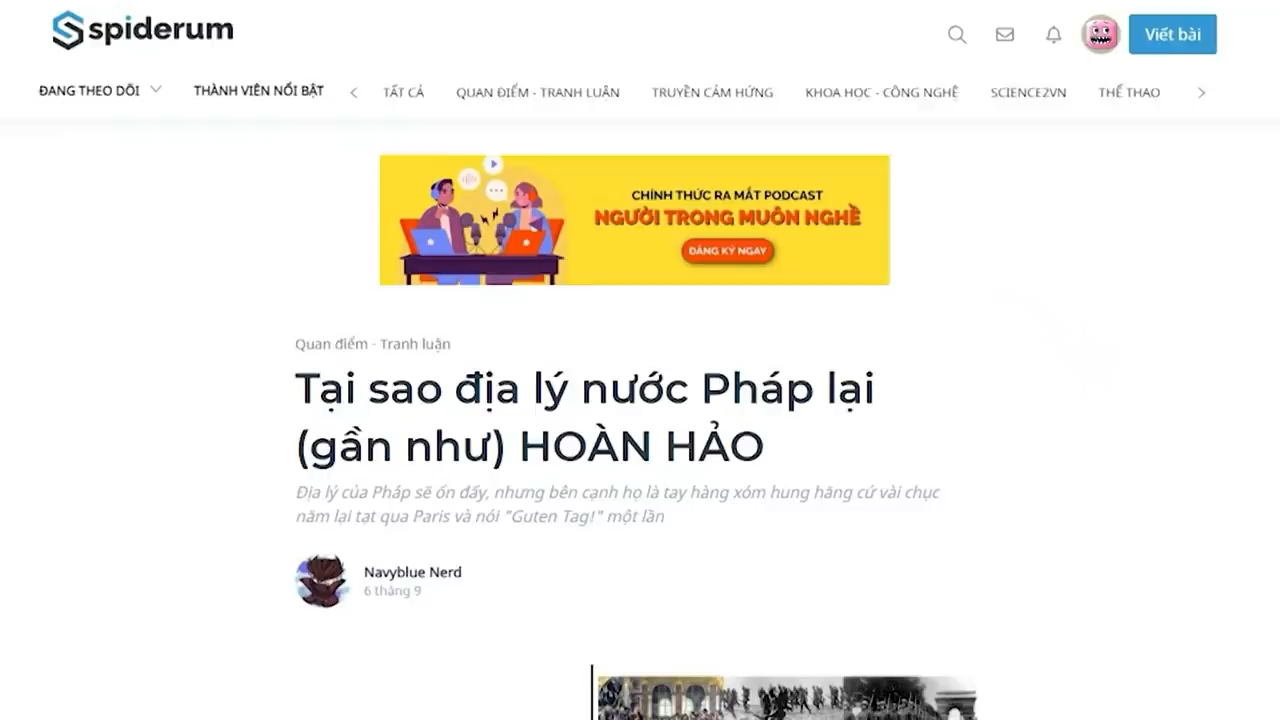 spiderum
Viết bài
ĐANG THEO DÕI
THÀNH VIÊN NỔI BẬT
TẤT CẢ
QUAN ĐIỂM - TRANH LUẬN
TRUYỀN CẢM HỨNG
KHOA HỌC - CÔNG NGHỆ
SCIENCE2VN
THỂ THAO
CHÍNH THỨC RA MẮT PODCAST
NGƯỜI TRONG MUÔN NGHỀ
ĐĂNG KÝ NGAY
Quan điểm - Tranh luận
Tại sao địa lý nước Pháp lại
(gần như) HOÀN HẢO
Địa lý của Pháp sẽ ổn đấy, nhưng bên cạnh họ là tay hàng xóm hung hăng cứ vài chục
năm lại tạt qua Paris và nói "Guten Tag!" một lần
Navyblue Nerd
6 tháng 9